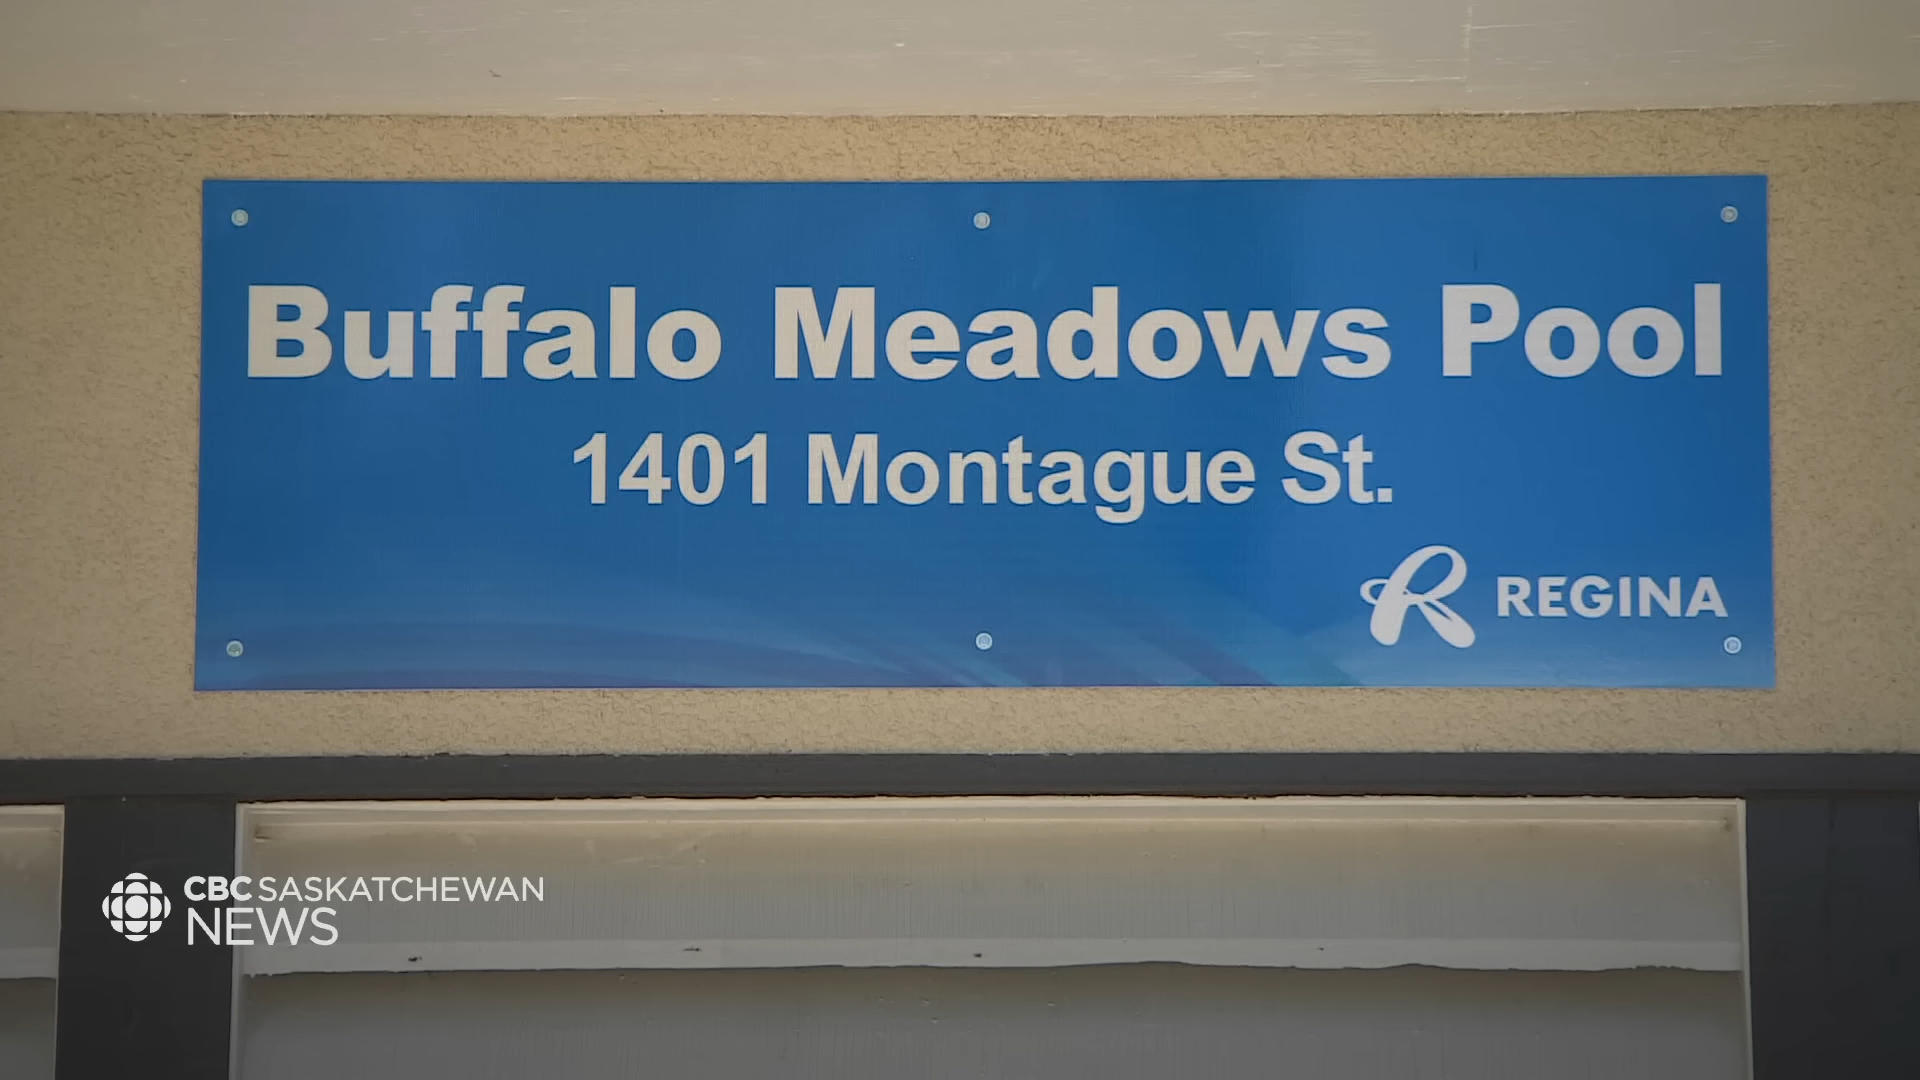 Buffalo Meadows Pool
1401 Montague St.
R REGINA
CBC SASKATCHEWAN
NEWS